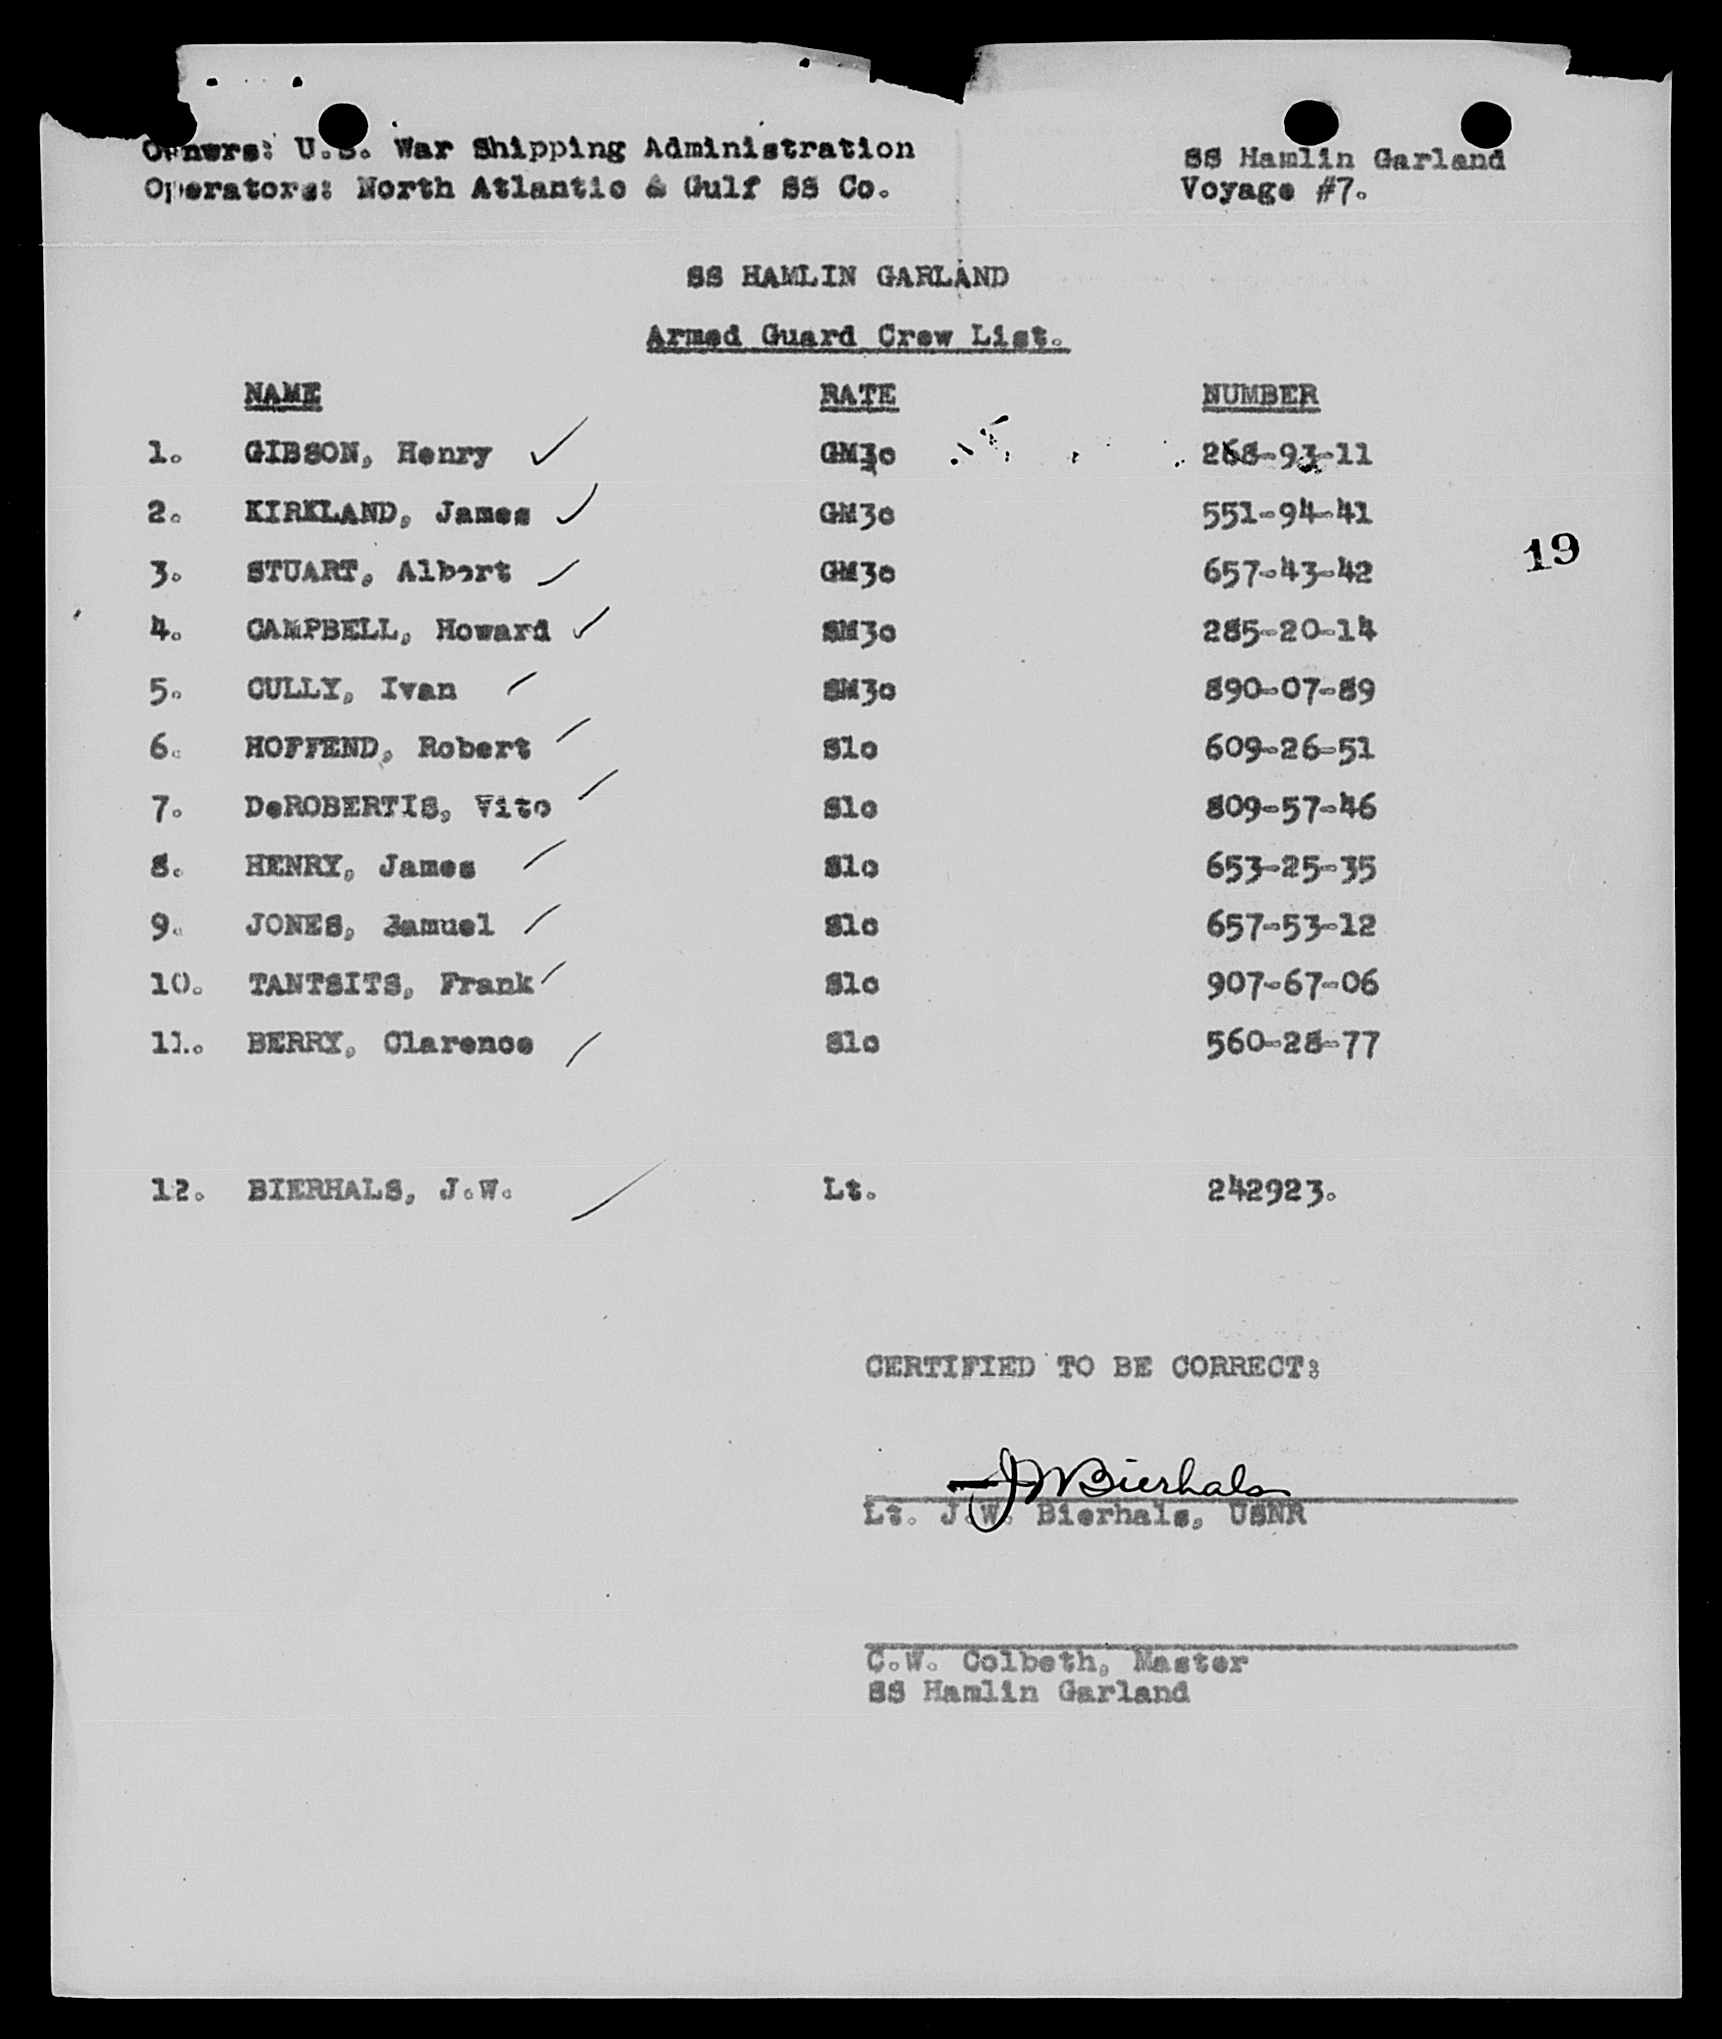 Owners: U.S. War Shipping Administration
Operators: North Atlantic & Gulf SS Co.
SS Hamlin Garland
Voyage #7.
SS HAMLIN GARLAND
Armed Guard Crew List.
NAME RATE NUMBER
1. GIBSON, Henry GM3c 268-93-11
2. KIRKLAND, James GM3c 551-94-41
3. STUART, Albert GM3c 657-43-42
19
4. CAMPBELL, Howard SM3c 285-20-14
5. CULLY, Ivan SM3c 890-07-89
6. HOFFEND, Robert S1c 609-26-51
7. DeROBERTIS, Vito S1c 809-57-46
8. HENRY, James S1c 653-25-35
9. JONES, Samuel S1c 657-53-12
10. TANTSITS, Frank S1c 907-67-06
11. BERRY, Clarence S1c 560-28-77
12. BIERHALS, J.W. Lt. 242923.
CERTIFIED TO BE CORRECT:
JW Bierhals
Lt. J.W. Bierhals, USNR
C.W. Colbeth, Master
SS Hamlin Garland